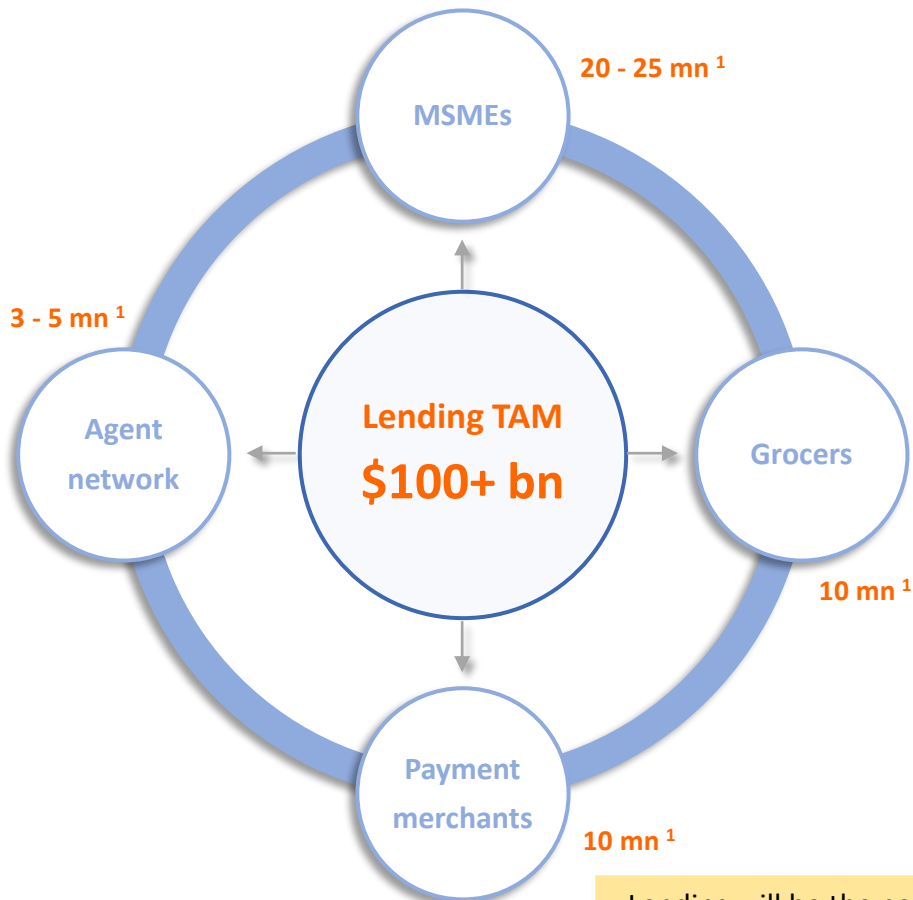 20 - 25 mn ¹
MSMEs
3 - 5 mn ¹
Agent
network
Lending TAM
$100+ bn
Grocers
10 mn ¹
Payment
merchants
10 mn ¹